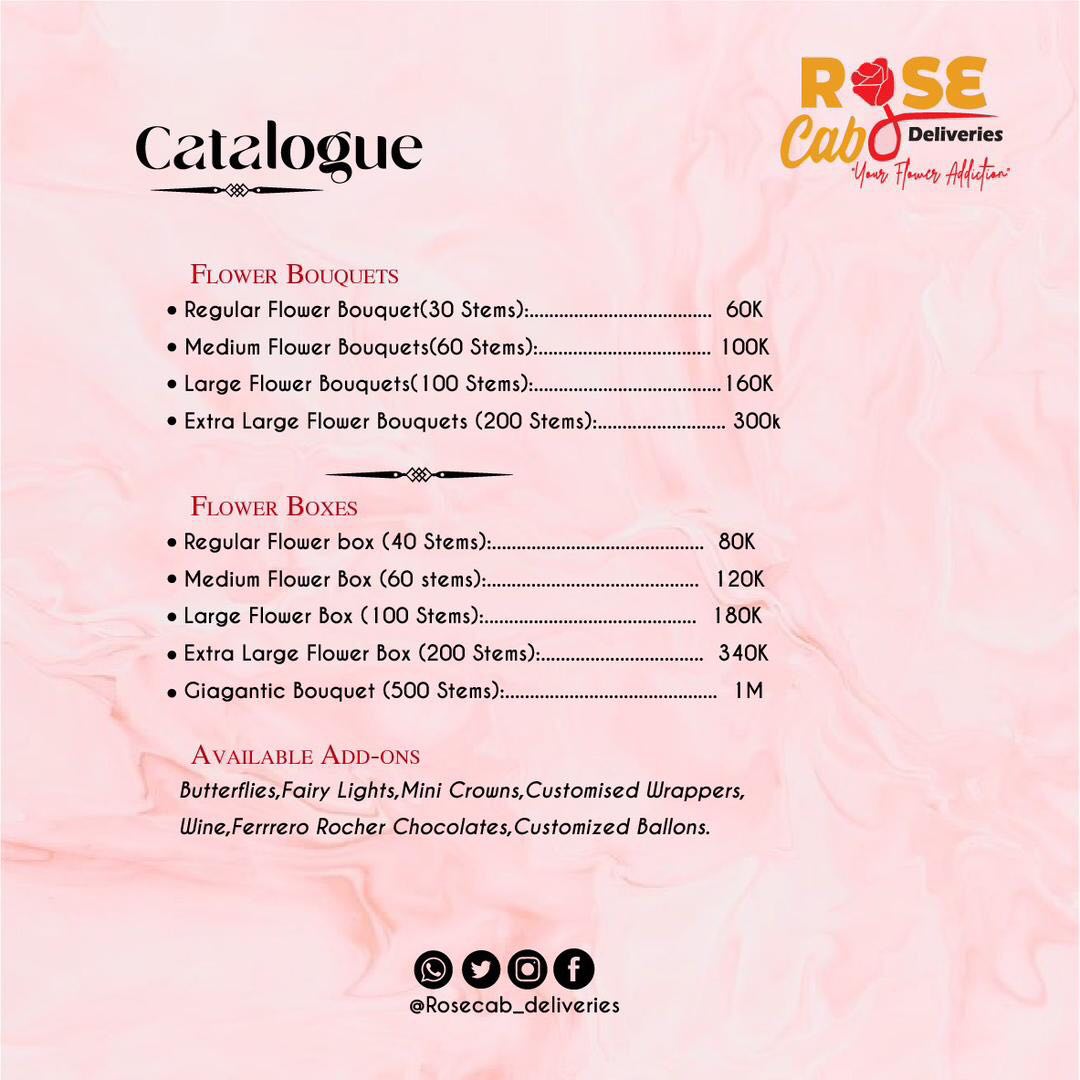 ROSE
Cab Deliveries
"Your Flower Addiction"
Catalogue
Flower Bouquets
• Regular Flower Bouquet(30 Stems):..................................... 60K
• Medium Flower Bouquets(60 Stems):................................... 100K
• Large Flower Bouquets(100 Stems):......................................160K
• Extra Large Flower Bouquets (200 Stems):.......................... 300k
Flower Boxes
• Regular Flower box (40 Stems):........................................... 80K
• Medium Flower Box (60 stems):........................................... 120K
• Large Flower Box (100 Stems):........................................... 180K
• Extra Large Flower Box (200 Stems):................................. 340K
• Giagantic Bouquet (500 Stems):........................................... 1M
Available Add-ons
Butterflies,Fairy Lights,Mini Crowns,Customised Wrappers,
Wine,Ferrrero Rocher Chocolates,Customized Ballons.
@Rosecab_deliveries